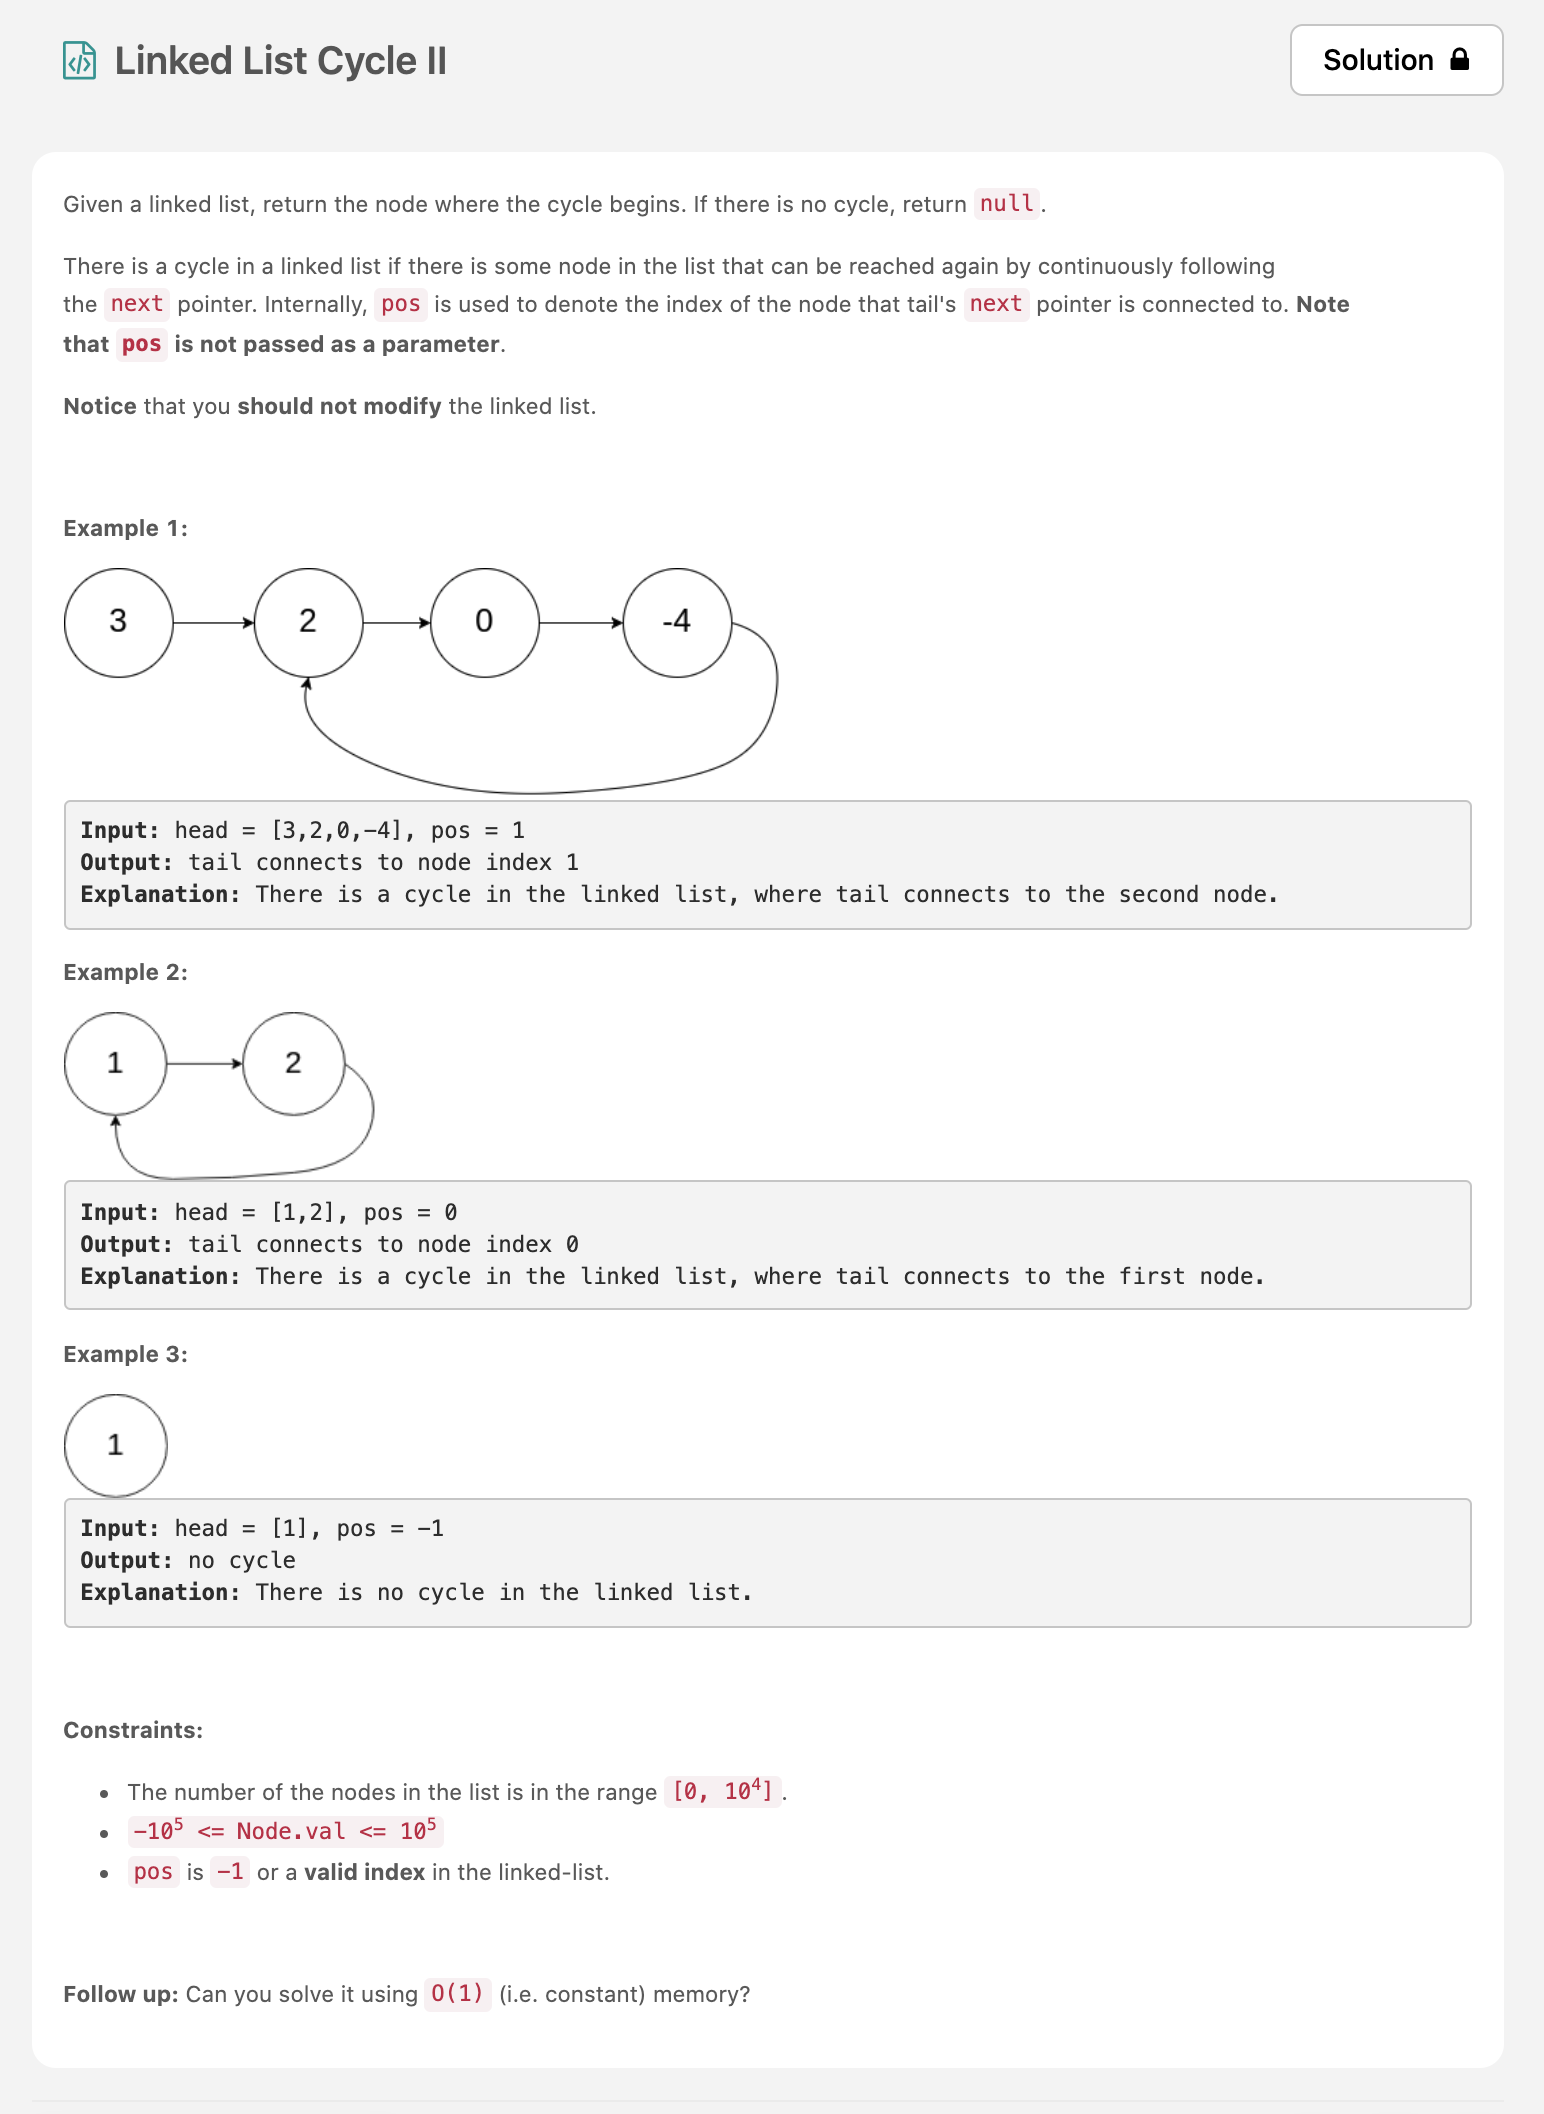 Linked List Cycle II
Solution
Given a linked list, return the node where the cycle begins. If there is no cycle, return null.
There is a cycle in a linked list if there is some node in the list that can be reached again by continuously following
the next pointer. Internally, pos is used to denote the index of the node that tail's next pointer is connected to. Note
that pos is not passed as a parameter.
Notice that you should not modify the linked list.
Example 1:
3 2 0 -4
Input: head = [3,2,0,-4], pos = 1
Output: tail connects to node index 1
Explanation: There is a cycle in the linked list, where tail connects to the second node.
Example 2:
1 2
Input: head = [1,2], pos = 0
Output: tail connects to node index 0
Explanation: There is a cycle in the linked list, where tail connects to the first node.
Example 3:
1
Input: head = [1], pos = -1
Output: no cycle
Explanation: There is no cycle in the linked list.
Constraints:
• The number of the nodes in the list is in the range [0, 10⁴].
• -10⁵ <= Node.val <= 10⁵
• pos is -1 or a valid index in the linked-list.
Follow up: Can you solve it using O(1) (i.e. constant) memory?